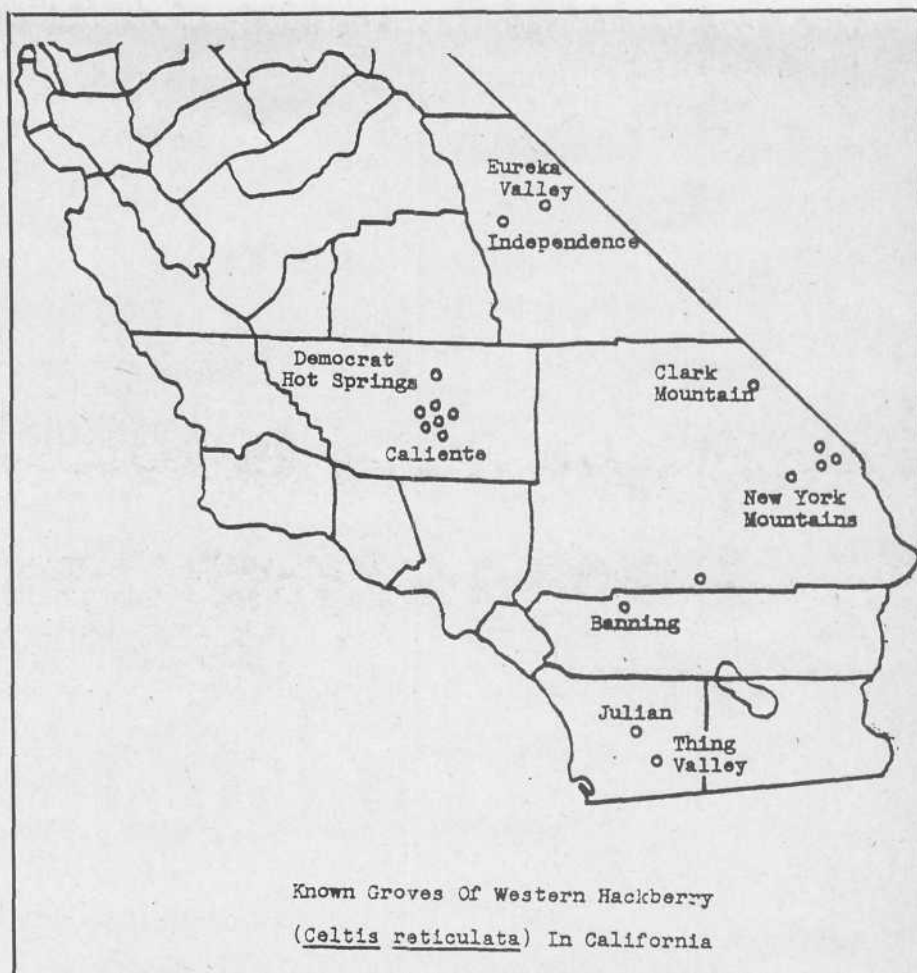 Eureka
Valley
Independence
Democrat
Hot Springs
Clark
Mountain
Caliente
New York
Mountains
Banning
Julian
Thing
Valley
Known Groves Of Western Hackberry
(Celtis reticulata) In California